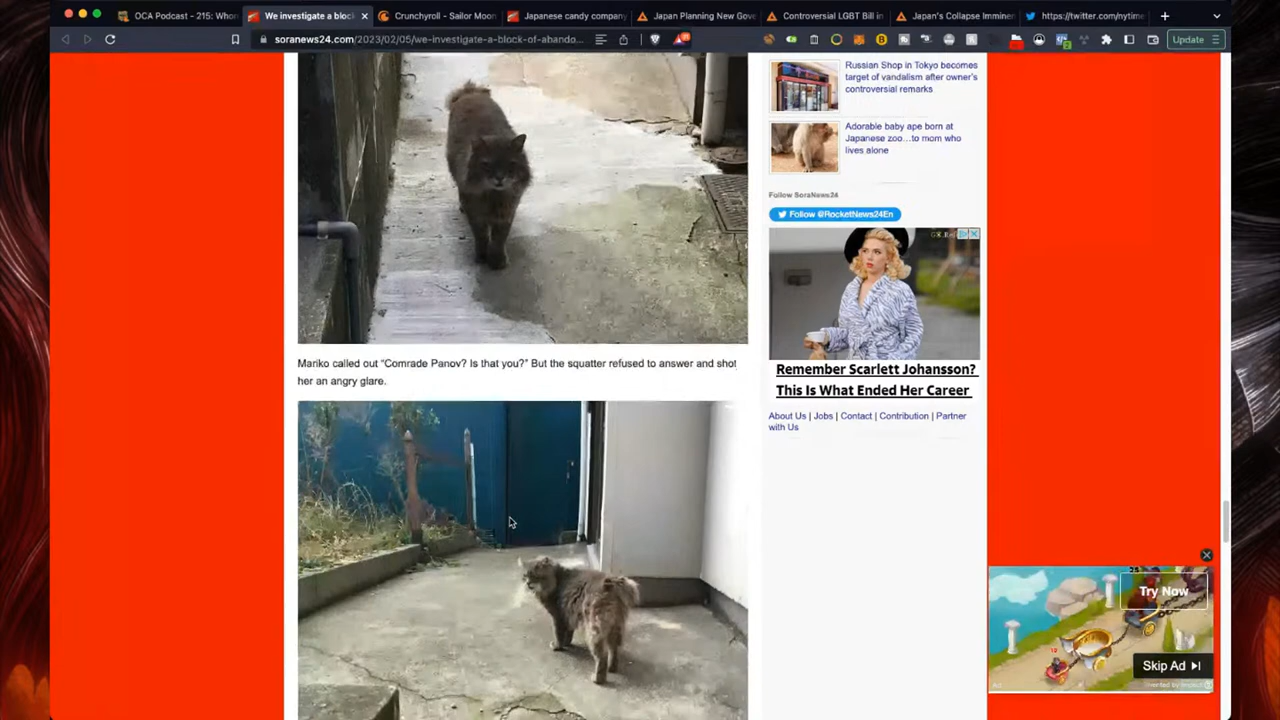 OCA Podcast - 215: Whor
We investigate a bloc
Crunchyroll - Sailor Moon
Japanese candy company
Japan Planning New Gove
Controversial LGBT Bill in
Japan's Collapse Imminen
https://twitter.com/nytime
soranews24.com/2023/02/05/we-investigate-a-block-of-abando...
Update
Russian Shop in Tokyo becomes
target of vandalism after owner's
controversial remarks
Adorable baby ape born at
Japanese zoo...to mom who
lives alone
Follow SoraNews24
Follow @RocketNews24En
Remember Scarlett Johansson?
This Is What Ended Her Career
About Us | Jobs | Contact | Contribution | Partner
with Us
Mariko called out “Comrade Panov? Is that you?” But the squatter refused to answer and shot
her an angry glare.
Try Now
Skip Ad
Ad